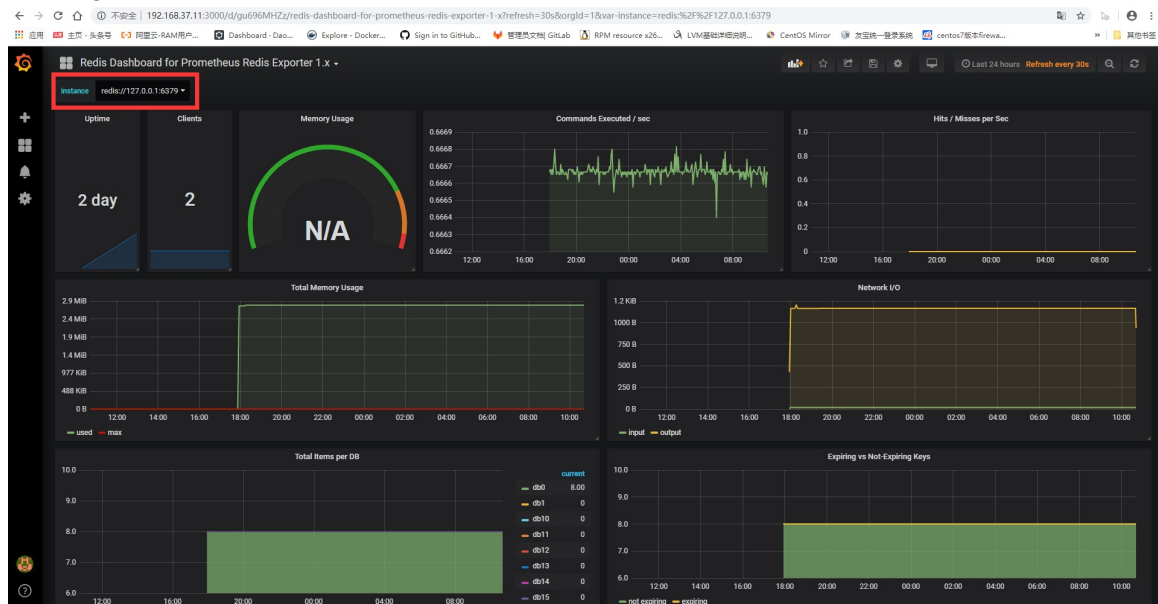 不安全 | 192.168.37.11:3000/d/gu696MHZz/redis-dashboard-for-prometheus-redis-exporter-1-x?refresh=30s&orgId=1&var-instance=redis:%2F%2F127.0.0.1:6379
应用 主页 - 头条号 阿里云-RAM用户... Dashboard - Dao... Explore - Docker... Sign in to GitHub... 管理员文档| GitLab RPM resource x26... LVM基础详细说明... CentOS Mirror 友宝统一登录系统 centos7版本firewa... » 其他书签
Redis Dashboard for Prometheus Redis Exporter 1.x
Last 24 hours Refresh every 30s
instance redis://127.0.0.1:6379
Uptime
2 day
Clients
2
Memory Usage
N/A
Commands Executed / sec
0.6669
0.6668
0.6667
0.6666
0.6665
0.6664
0.6663
0.6662
12:00 16:00 20:00 00:00 04:00 08:00
Hits / Misses per Sec
1.0
0.8
0.6
0.4
0.2
0
12:00 16:00 20:00 00:00 04:00 08:00
Total Memory Usage
2.9 MiB
2.4 MiB
1.9 MiB
1.4 MiB
977 KiB
488 KiB
0 B
12:00 14:00 16:00 18:00 20:00 22:00 00:00 02:00 04:00 06:00 08:00 10:00
used max
Network I/O
1.2 KiB
1000 B
750 B
500 B
250 B
0 B
12:00 14:00 16:00 18:00 20:00 22:00 00:00 02:00 04:00 06:00 08:00 10:00
input output
Total Items per DB
10.0
9.0
8.0
7.0
6.0
12:00 16:00 20:00 00:00 04:00 08:00
current
db0 8.00
db1 0
db10 0
db11 0
db12 0
db13 0
db14 0
db15 0
Expiring vs Not-Expiring Keys
10.0
9.0
8.0
7.0
6.0
12:00 14:00 16:00 18:00 20:00 22:00 00:00 02:00 04:00 06:00 08:00 10:00
not expiring expiring